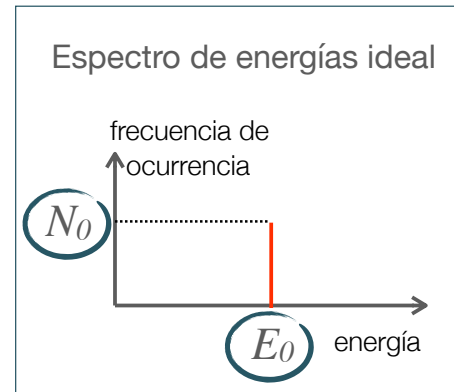 Espectro de energías ideal
frecuencia de
ocurrencia
N0
E0
energía